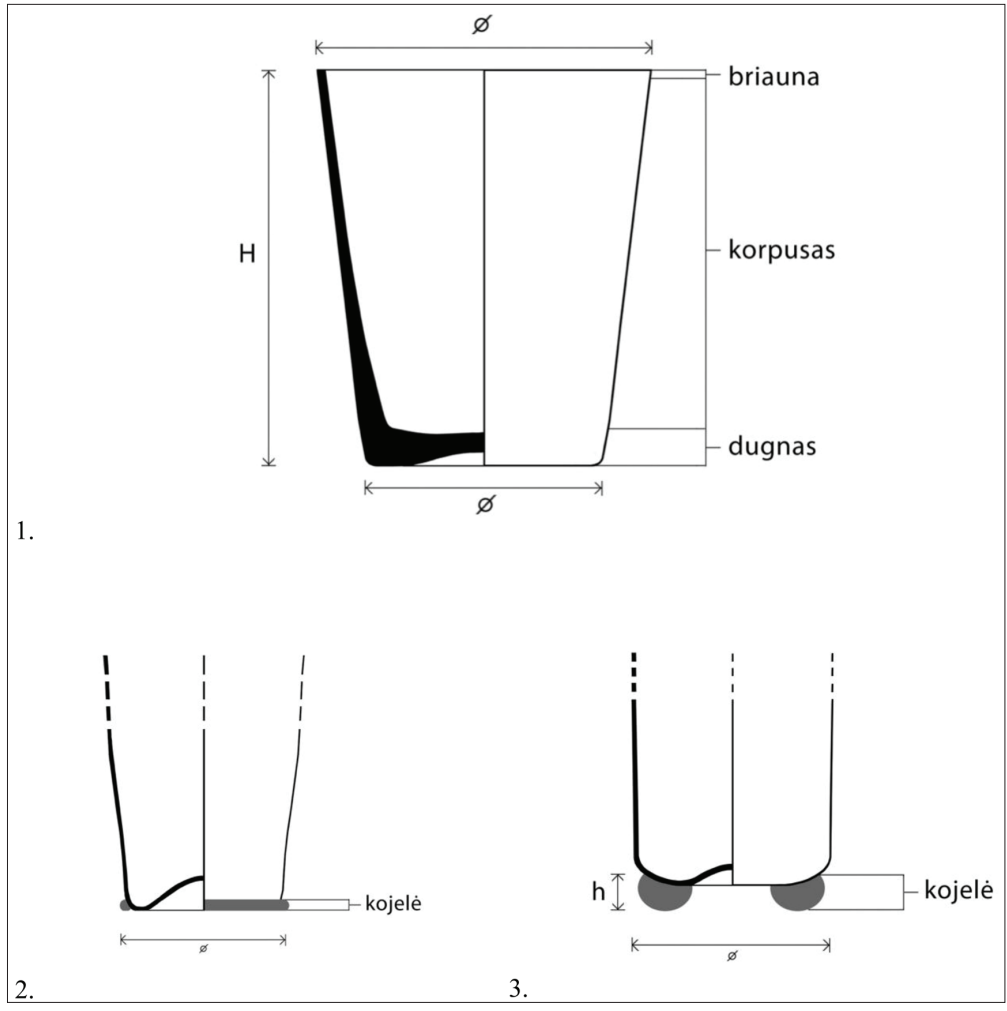 ⌀
briauna
H
korpusas
dugnas
⌀
1.
kojelė
h
kojelė
⌀
⌀
2.
3.